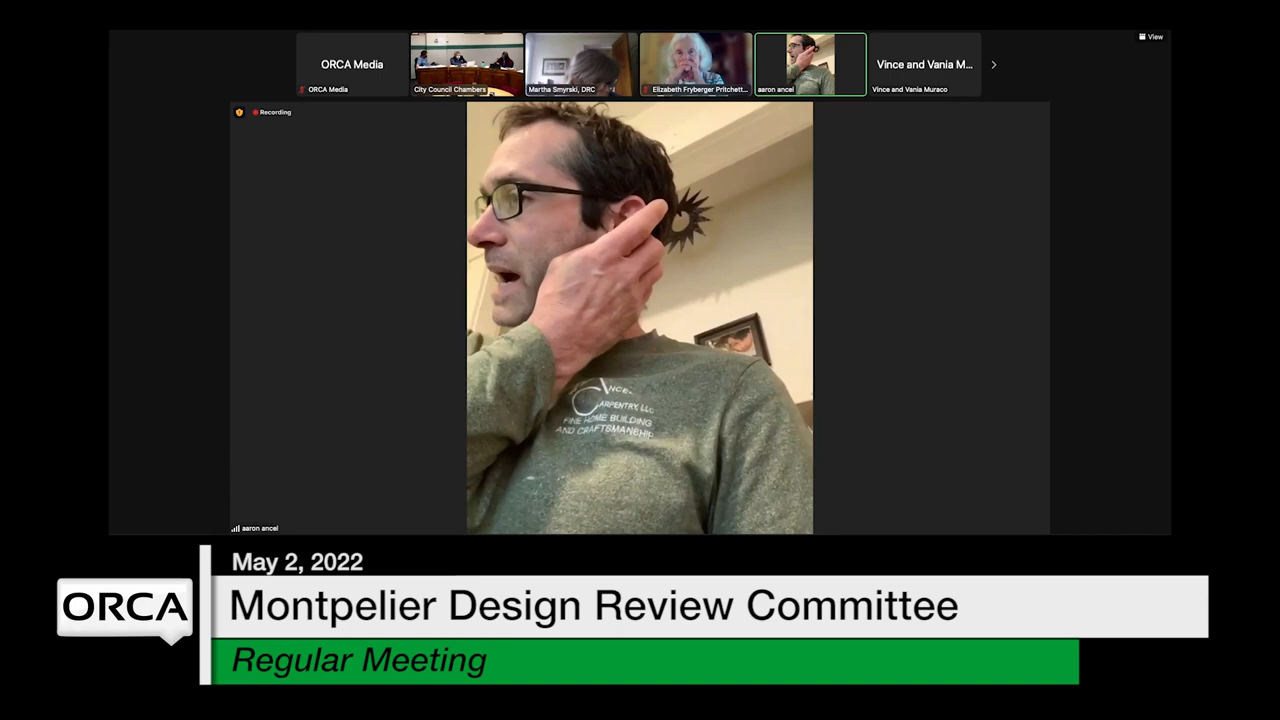 View
ORCA Media
Vince and Vania M...
ORCA Media
City Council Chambers
Martha Smyrski, DRC
Elizabeth Fryberger Pritchett...
aaron ancel
Vince and Vania Muraco
Recording
ANCEL
CARPENTRY, LLC
FINE HOME BUILDING
AND CRAFTSMANSHIP
aaron ancel
May 2, 2022
ORCA
Montpelier Design Review Committee
Regular Meeting